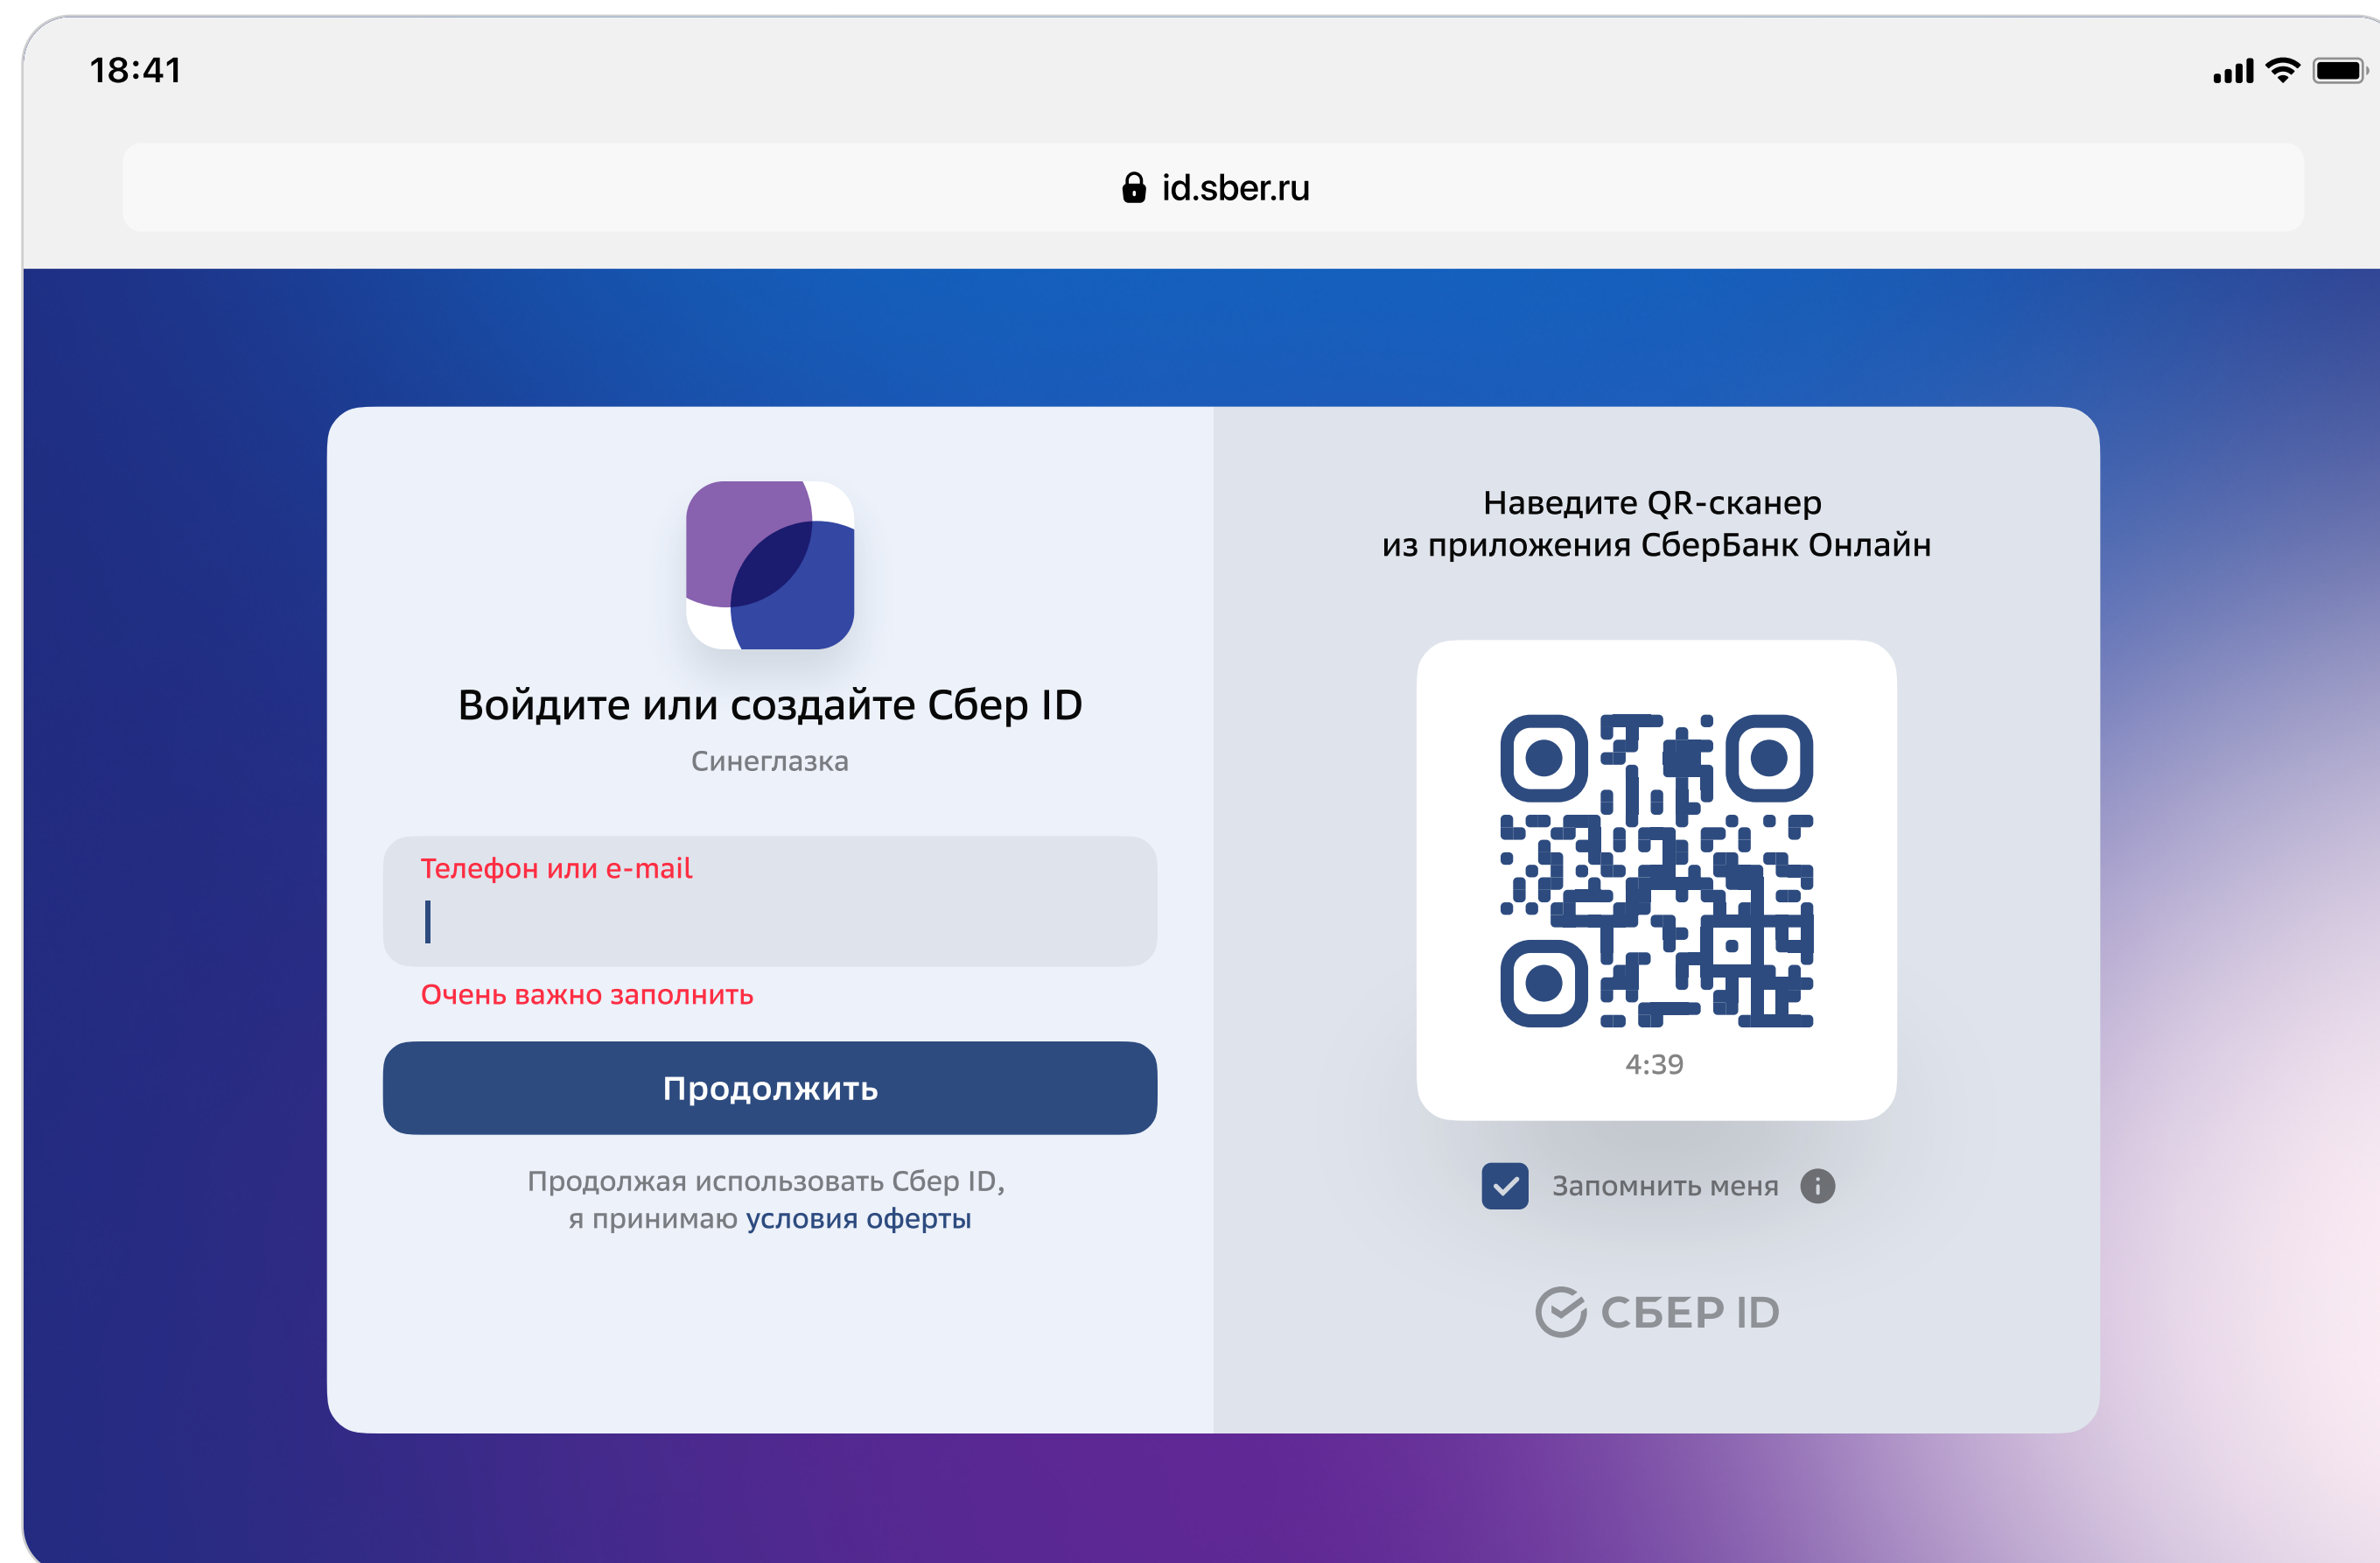 18:41
id.sber.ru
Войдите или создайте Сбер ID
Синеглазка
Телефон или e-mail
Очень важно заполнить
Продолжить
Продолжая использовать Сбер ID,
я принимаю условия оферты
Наведите QR-сканер
из приложения СберБанк Онлайн
4:39
Запомнить меня
СБЕР ID